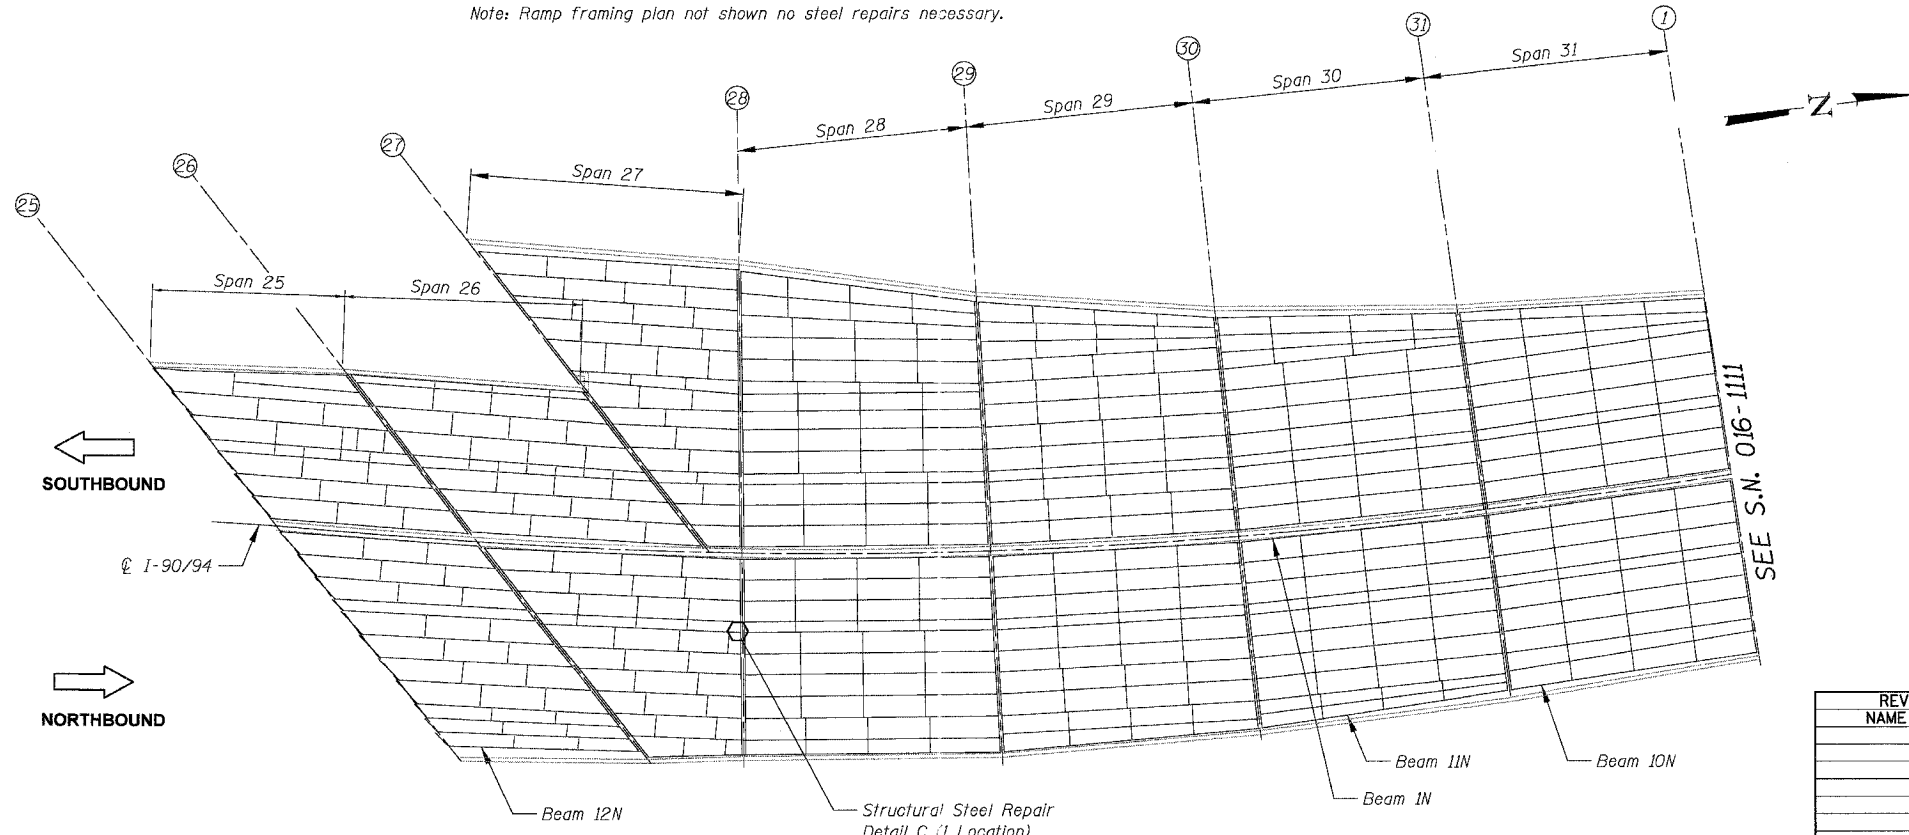 Note: Ramp framing plan not shown no steel repairs necessary.
1
31
Span 31
30
Span 30
29
Span 29
28
Span 28
N
27
Span 27
26
25
Span 25
Span 26
SOUTHBOUND
SEE S.N. 016-1111
℄ I-90/94
NORTHBOUND
REV
NAME
Beam 11N
Beam 10N
Beam 1N
Beam 12N
Structural Steel Repair
Detail C (1 Location)